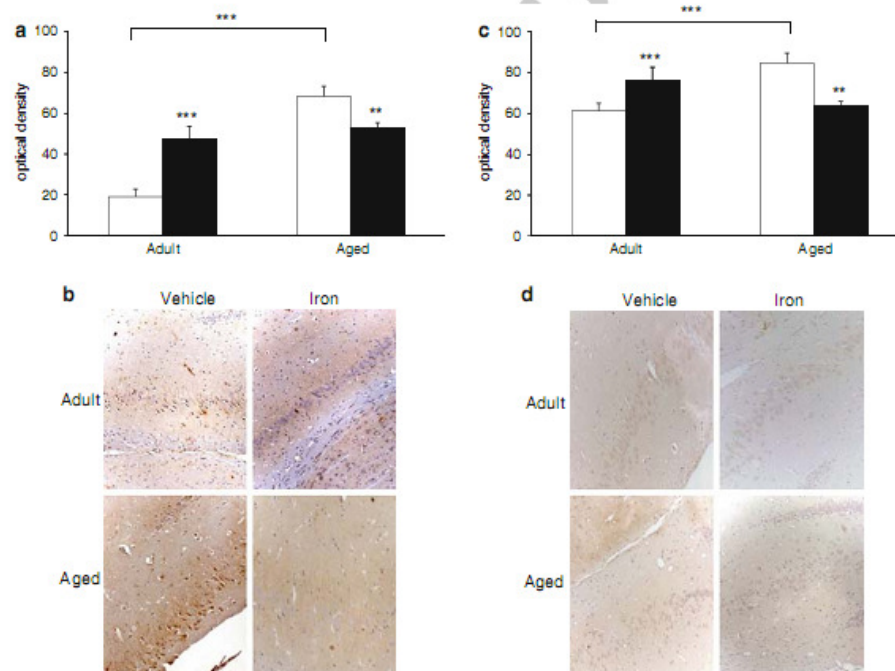 a
***
optical density
100
80
60
40
20
0
***
**
Adult Aged
b
Vehicle Iron
Adult
Aged
c
***
optical density
100
80
60
40
20
0
***
**
Adult Aged
d
Vehicle Iron
Adult
Aged